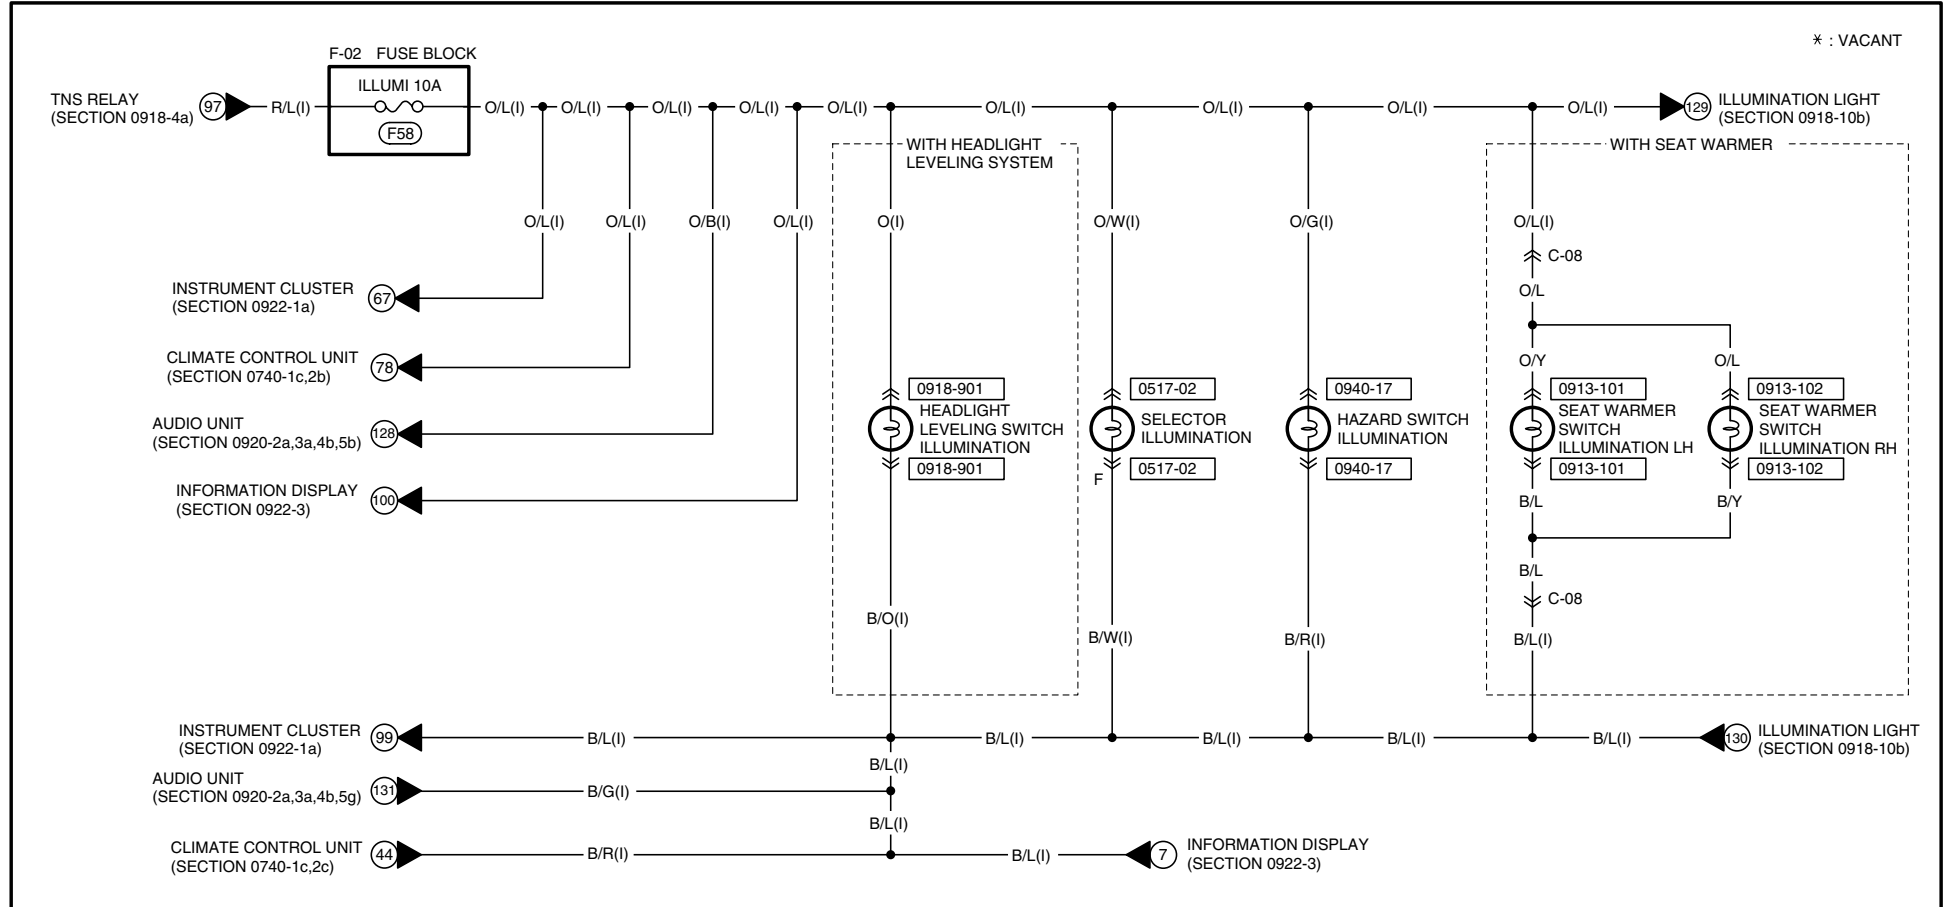 * : VACANT
F-02 FUSE BLOCK
ILLUMI 10A
F58
TNS RELAY
(SECTION 0918-4a)
97
R/L(I)
O/L(I)
O/L(I)
O/L(I)
O/L(I)
O/L(I)
O/L(I)
O/L(I)
O/L(I)
O/L(I)
129
ILLUMINATION LIGHT
(SECTION 0918-10b)
WITH HEADLIGHT
LEVELING SYSTEM
WITH SEAT WARMER
O/L(I)
O/L(I)
O/B(I)
O/L(I)
O(I)
O/W(I)
O/G(I)
O/L(I)
C-08
O/L
INSTRUMENT CLUSTER
(SECTION 0922-1a)
67
CLIMATE CONTROL UNIT
(SECTION 0740-1c,2b)
78
O/Y
O/L
AUDIO UNIT
(SECTION 0920-2a,3a,4b,5b)
128
INFORMATION DISPLAY
(SECTION 0922-3)
100
0918-901
HEADLIGHT
LEVELING SWITCH
ILLUMINATION
0918-901
0517-02
SELECTOR
ILLUMINATION
F
0517-02
0940-17
HAZARD SWITCH
ILLUMINATION
0940-17
0913-101
SEAT WARMER
SWITCH
ILLUMINATION LH
0913-101
0913-102
SEAT WARMER
SWITCH
ILLUMINATION RH
0913-102
B/L
B/Y
B/L
C-08
B/O(I)
B/W(I)
B/R(I)
B/L(I)
INSTRUMENT CLUSTER
(SECTION 0922-1a)
99
B/L(I)
B/L(I)
B/L(I)
B/L(I)
B/L(I)
130
ILLUMINATION LIGHT
(SECTION 0918-10b)
B/L(I)
AUDIO UNIT
(SECTION 0920-2a,3a,4b,5g)
131
B/G(I)
B/L(I)
CLIMATE CONTROL UNIT
(SECTION 0740-1c,2c)
44
B/R(I)
B/L(I)
7
INFORMATION DISPLAY
(SECTION 0922-3)